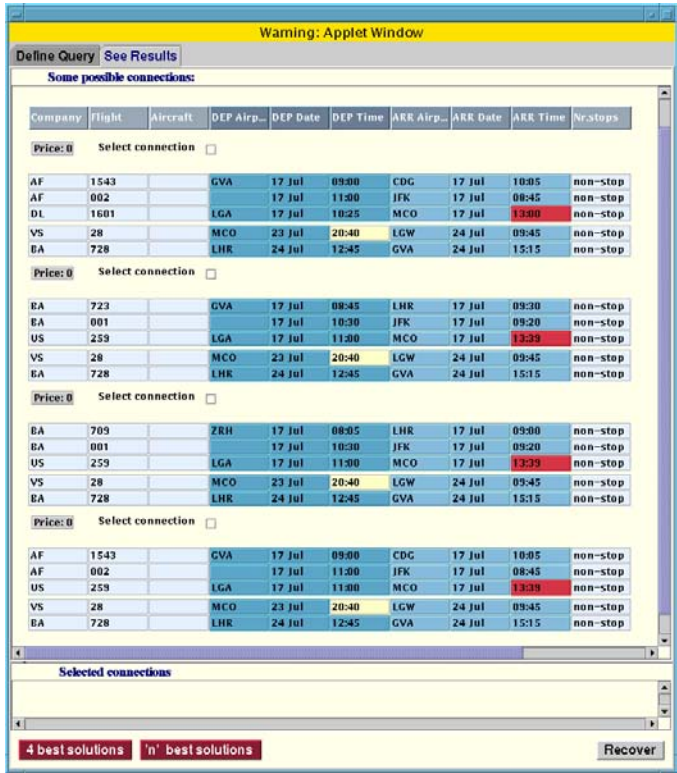 Warning: Applet Window
Define Query See Results
Some possible connections:
Company Flight Aircraft DEP Airp... DEP Date DEP Time ARR Airp... ARR Date ARR Time Nr.stops
Price: 0 Select connection
AF 1543 GVA 17 Jul 09:00 CDG 17 Jul 10:05 non-stop
AF 002 17 Jul 11:00 JFK 17 Jul 08:45 non-stop
DL 1601 LGA 17 Jul 10:25 MCO 17 Jul 13:00 non-stop
VS 28 MCO 23 Jul 20:40 LGW 24 Jul 09:45 non-stop
BA 728 LHR 24 Jul 12:45 GVA 24 Jul 15:15 non-stop
Price: 0 Select connection
BA 723 GVA 17 Jul 08:45 LHR 17 Jul 09:30 non-stop
BA 001 17 Jul 10:30 JFK 17 Jul 09:20 non-stop
US 259 LGA 17 Jul 11:00 MCO 17 Jul 13:39 non-stop
VS 28 MCO 23 Jul 20:40 LGW 24 Jul 09:45 non-stop
BA 728 LHR 24 Jul 12:45 GVA 24 Jul 15:15 non-stop
Price: 0 Select connection
BA 709 ZRH 17 Jul 08:05 LHR 17 Jul 09:00 non-stop
BA 001 17 Jul 10:30 JFK 17 Jul 09:20 non-stop
US 259 LGA 17 Jul 11:00 MCO 17 Jul 13:39 non-stop
VS 28 MCO 23 Jul 20:40 LGW 24 Jul 09:45 non-stop
BA 728 LHR 24 Jul 12:45 GVA 24 Jul 15:15 non-stop
Price: 0 Select connection
AF 1543 GVA 17 Jul 09:00 CDG 17 Jul 10:05 non-stop
AF 002 17 Jul 11:00 JFK 17 Jul 08:45 non-stop
US 259 LGA 17 Jul 11:00 MCO 17 Jul 13:39 non-stop
VS 28 MCO 23 Jul 20:40 LGW 24 Jul 09:45 non-stop
BA 728 LHR 24 Jul 12:45 GVA 24 Jul 15:15 non-stop
Selected connections
4 best solutions 'n' best solutions Recover